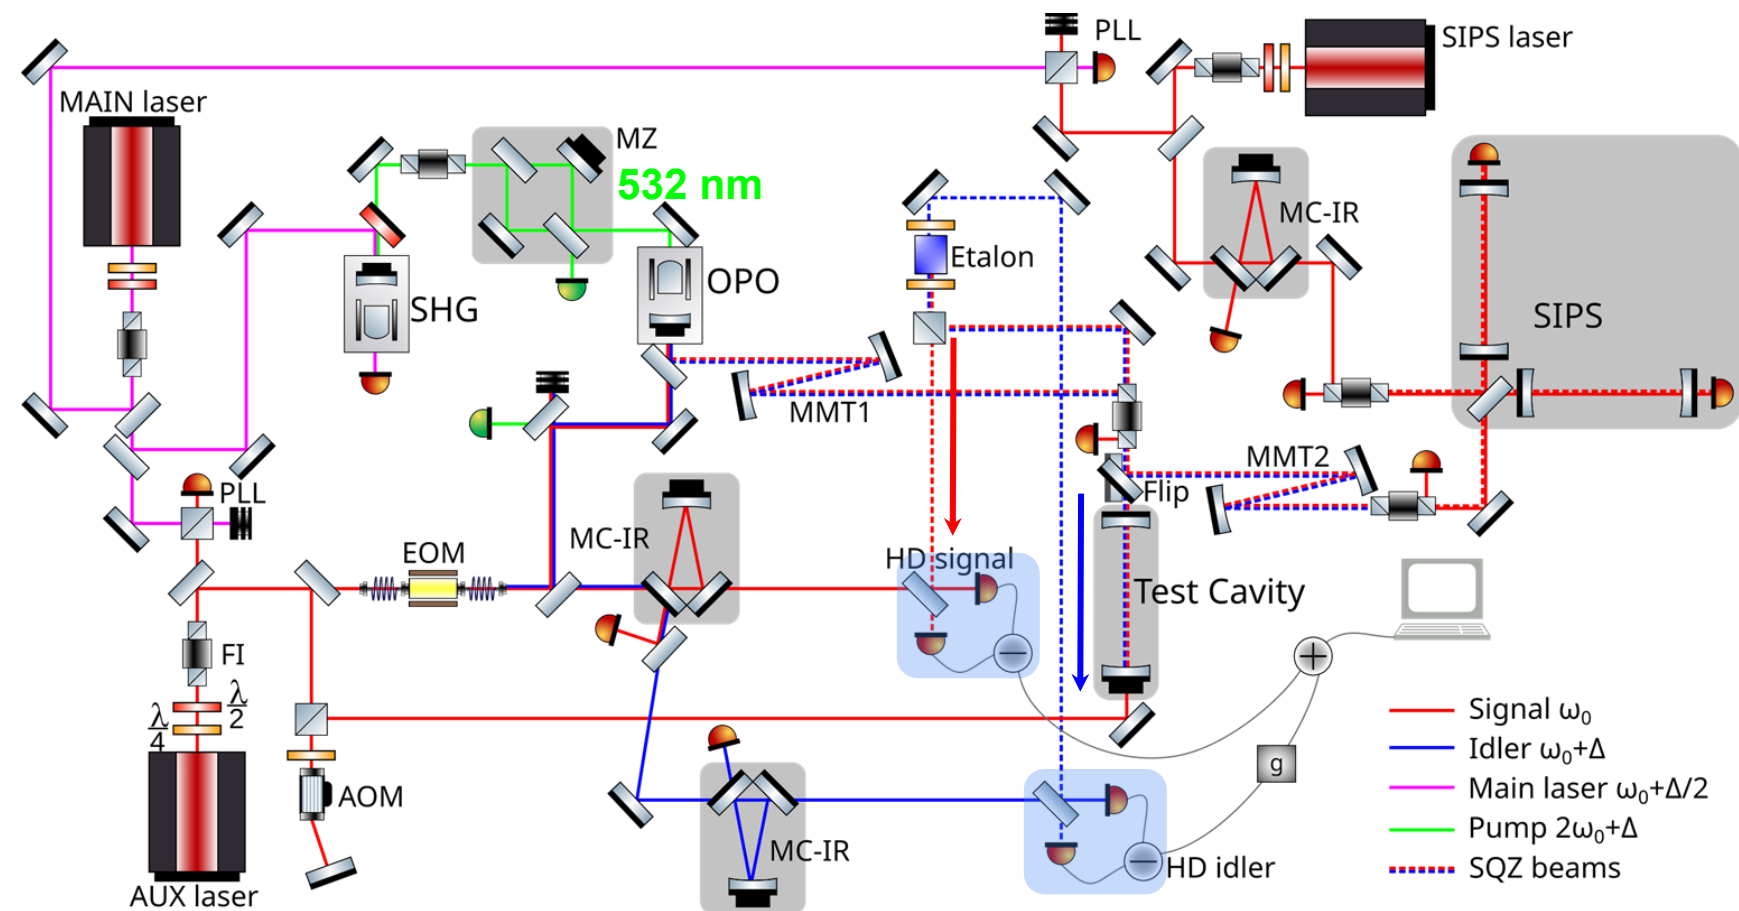 PLL
SIPS laser
MAIN laser
MZ
532 nm
MC-IR
Etalon
OPO
SHG
SIPS
MMT1
MMT2
Flip
PLL
EOM
MC-IR
HD signal
Test Cavity
FI
λ/2
λ/4
AOM
g
MC-IR
HD idler
AUX laser
Signal ω₀
Idler ω₀+Δ
Main laser ω₀+Δ/2
Pump 2ω₀+Δ
SQZ beams